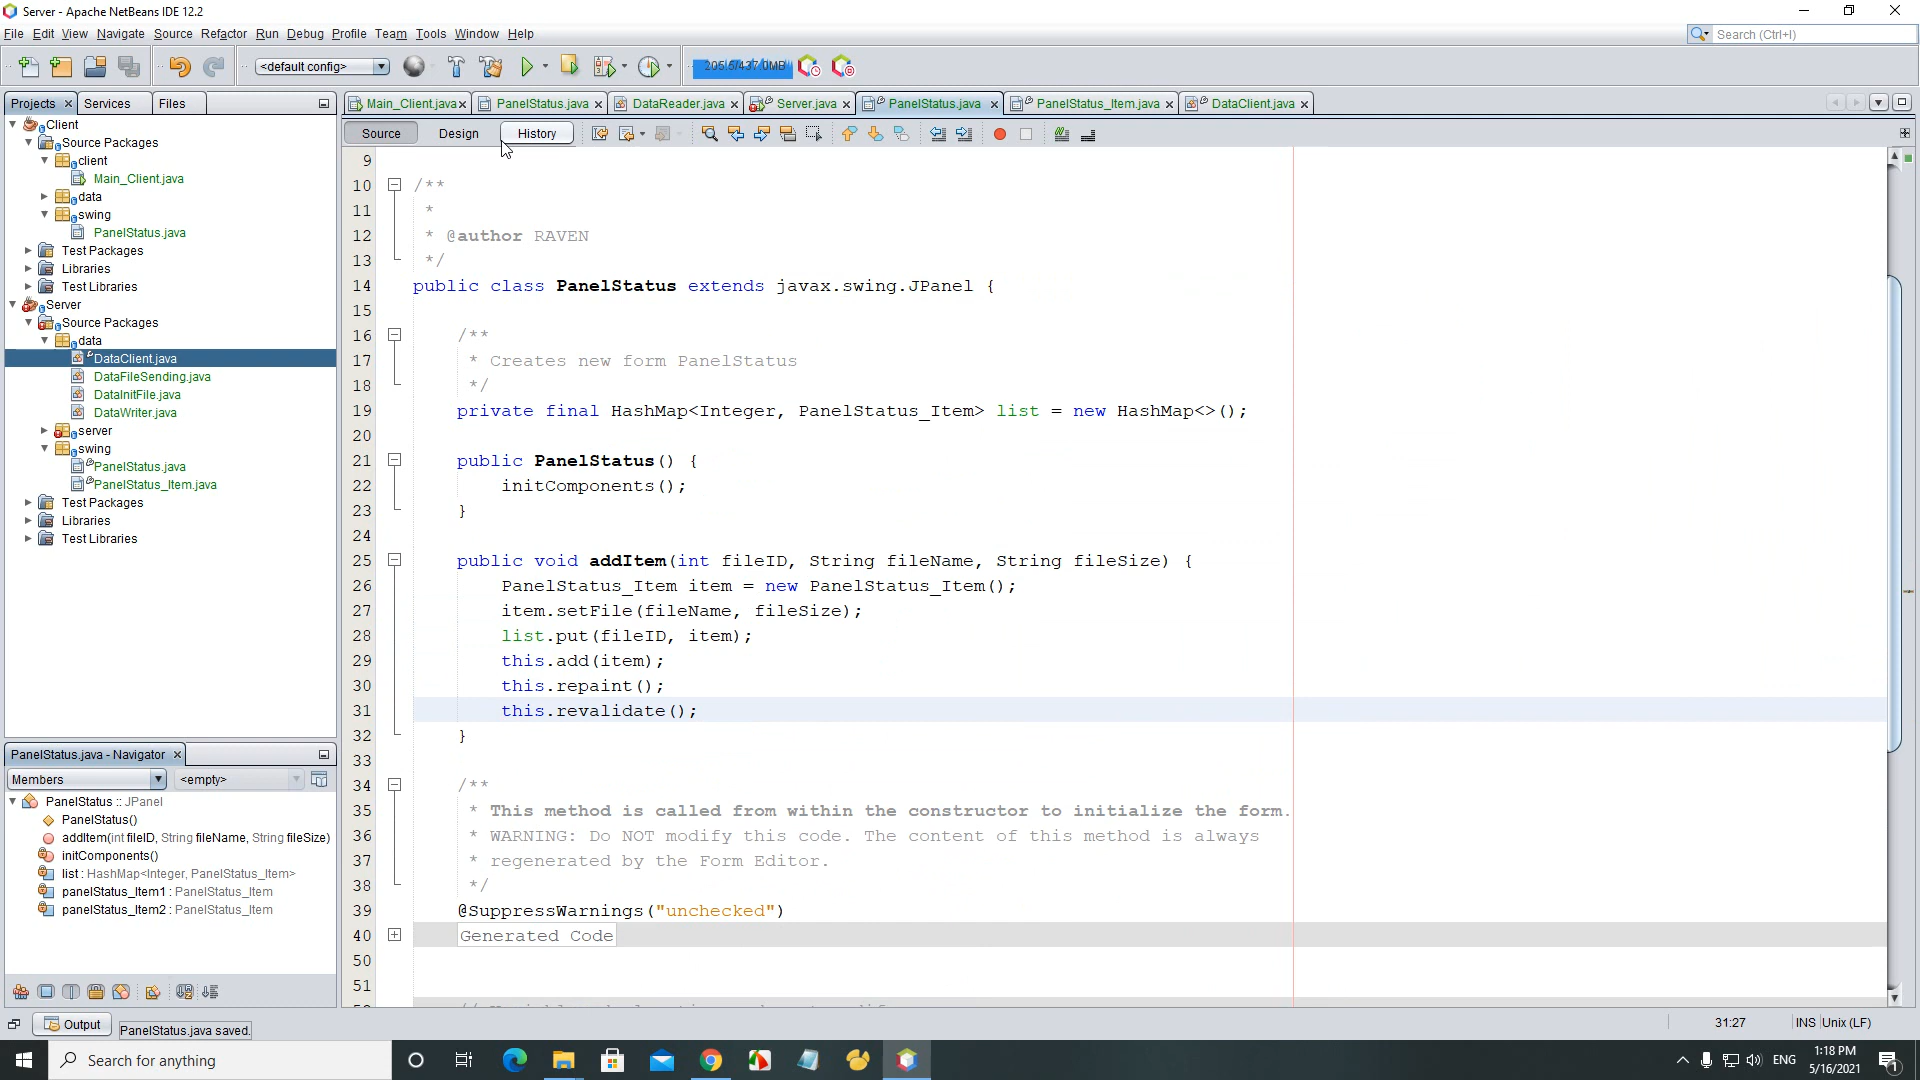 Server - Apache NetBeans IDE 12.2
File Edit View Navigate Source Refactor Run Debug Profile Team Tools Window Help
Search (Ctrl+I)
<default config>
205.5/437.0MB
Projects Services Files
Main_Client.java PanelStatus.java DataReader.java Server.java PanelStatus.java PanelStatus_Item.java DataClient.java
Source Design History
Client
Source Packages
client
Main_Client.java
data
swing
PanelStatus.java
Test Packages
Libraries
Test Libraries
Server
Source Packages
data
DataClient.java
DataFileSending.java
DataInitFile.java
DataWriter.java
server
swing
PanelStatus.java
PanelStatus_Item.java
Test Packages
Libraries
Test Libraries
9
10 /**
11 *
12 * @author RAVEN
13 */
14 public class PanelStatus extends javax.swing.JPanel {
15
16 /**
17 * Creates new form PanelStatus
18 */
19 private final HashMap<Integer, PanelStatus_Item> list = new HashMap<>();
20
21 public PanelStatus() {
22 initComponents();
23 }
24
25 public void addItem(int fileID, String fileName, String fileSize) {
26 PanelStatus_Item item = new PanelStatus_Item();
27 item.setFile(fileName, fileSize);
28 list.put(fileID, item);
29 this.add(item);
30 this.repaint();
31 this.revalidate();
32 }
33
34 /**
35 * This method is called from within the constructor to initialize the form.
36 * WARNING: Do NOT modify this code. The content of this method is always
37 * regenerated by the Form Editor.
38 */
39 @SuppressWarnings("unchecked")
40 Generated Code
50
51
PanelStatus.java - Navigator
Members <empty>
PanelStatus :: JPanel
PanelStatus()
addItem(int fileID, String fileName, String fileSize)
initComponents()
list : HashMap<Integer, PanelStatus_Item>
panelStatus_Item1 : PanelStatus_Item
panelStatus_Item2 : PanelStatus_Item
Output
PanelStatus.java saved.
31:27 INS Unix (LF)
Search for anything
ENG
1:18 PM
5/16/2021
1